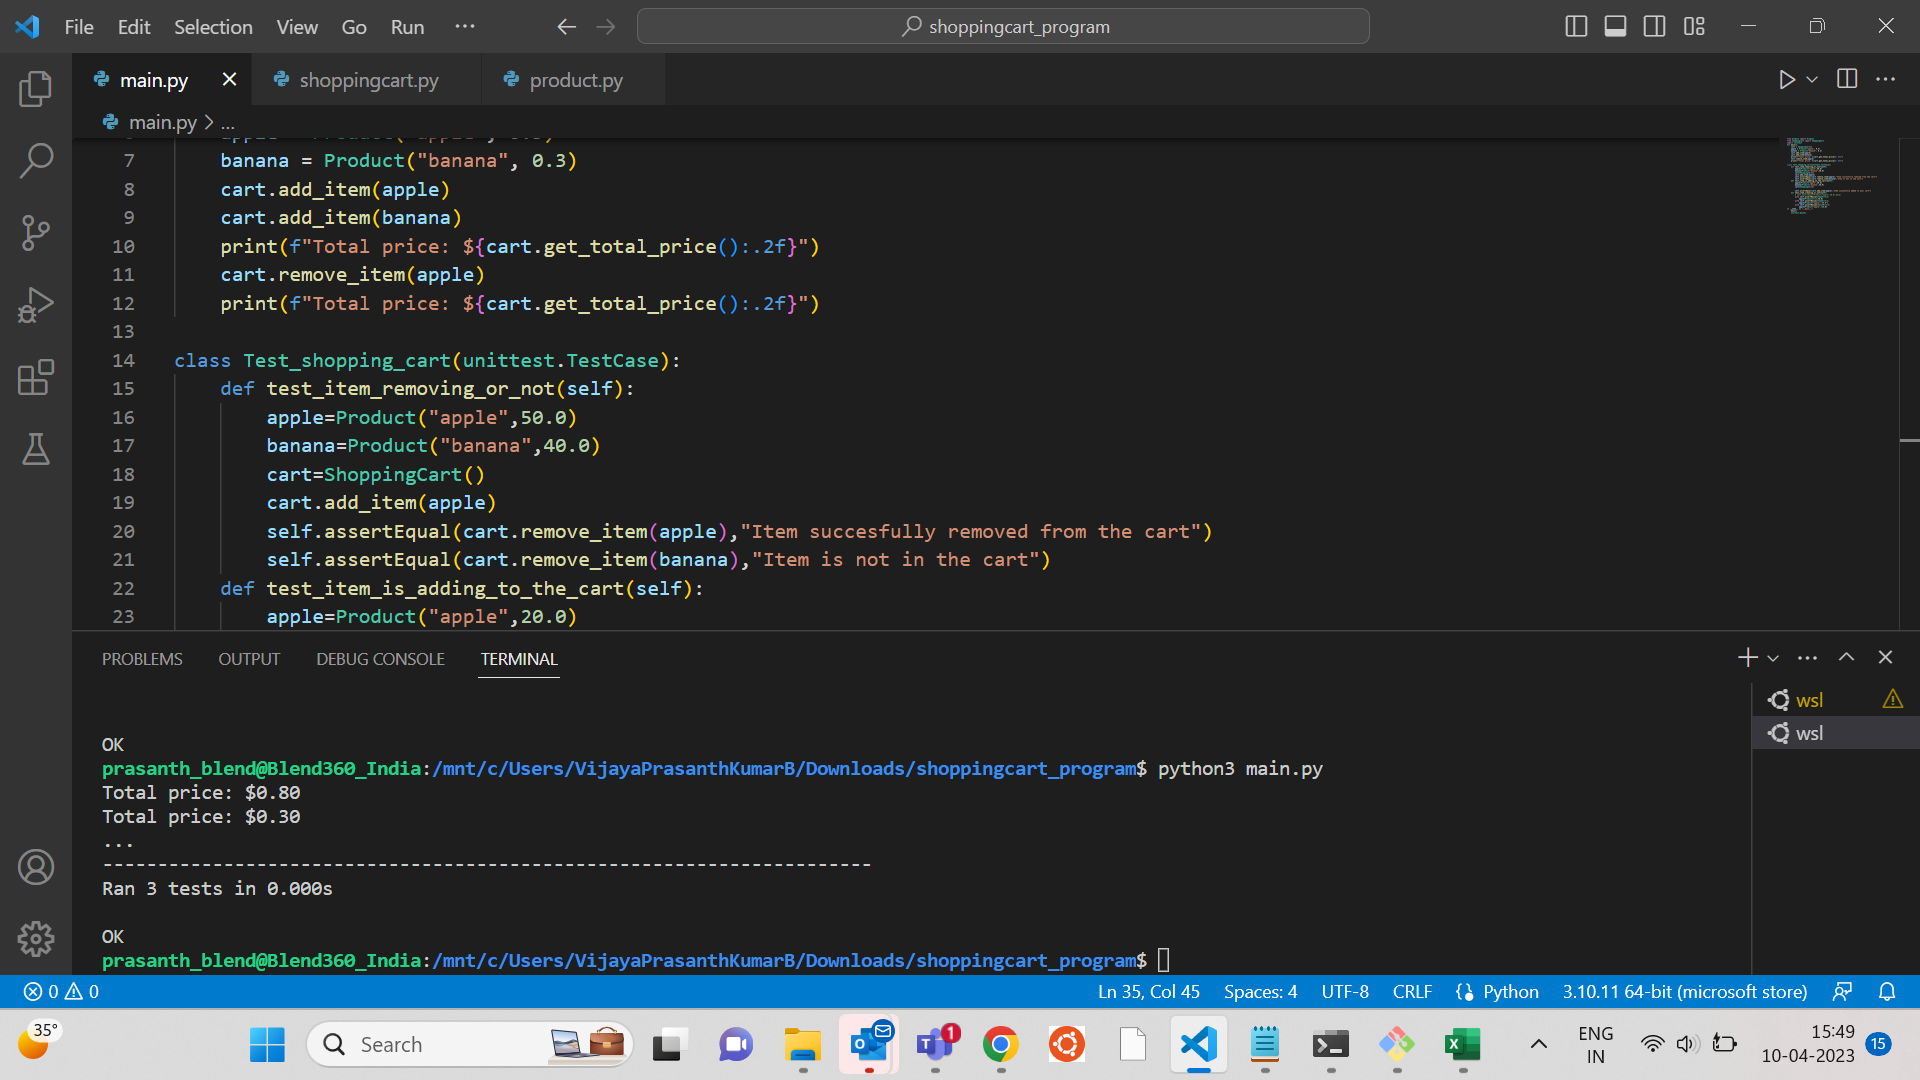 File Edit Selection View Go Run ...
shoppingcart_program
main.py
shoppingcart.py
product.py
main.py > ...
7 banana = Product("banana", 0.3)
8 cart.add_item(apple)
9 cart.add_item(banana)
10 print(f"Total price: ${cart.get_total_price():.2f}")
11 cart.remove_item(apple)
12 print(f"Total price: ${cart.get_total_price():.2f}")
13
14 class Test_shopping_cart(unittest.TestCase):
15 def test_item_removing_or_not(self):
16 apple=Product("apple",50.0)
17 banana=Product("banana",40.0)
18 cart=ShoppingCart()
19 cart.add_item(apple)
20 self.assertEqual(cart.remove_item(apple),"Item succesfully removed from the cart")
21 self.assertEqual(cart.remove_item(banana),"Item is not in the cart")
22 def test_item_is_adding_to_the_cart(self):
23 apple=Product("apple",20.0)
PROBLEMS OUTPUT DEBUG CONSOLE TERMINAL
wsl
wsl
OK
prasanth_blend@Blend360_India:/mnt/c/Users/VijayaPrasanthKumarB/Downloads/shoppingcart_program$ python3 main.py
Total price: $0.80
Total price: $0.30
...
----------------------------------------------------------------------
Ran 3 tests in 0.000s
OK
prasanth_blend@Blend360_India:/mnt/c/Users/VijayaPrasanthKumarB/Downloads/shoppingcart_program$
0 0
Ln 35, Col 45 Spaces: 4 UTF-8 CRLF Python 3.10.11 64-bit (microsoft store)
35°
Search
1
ENG
IN
15:49
10-04-2023
15